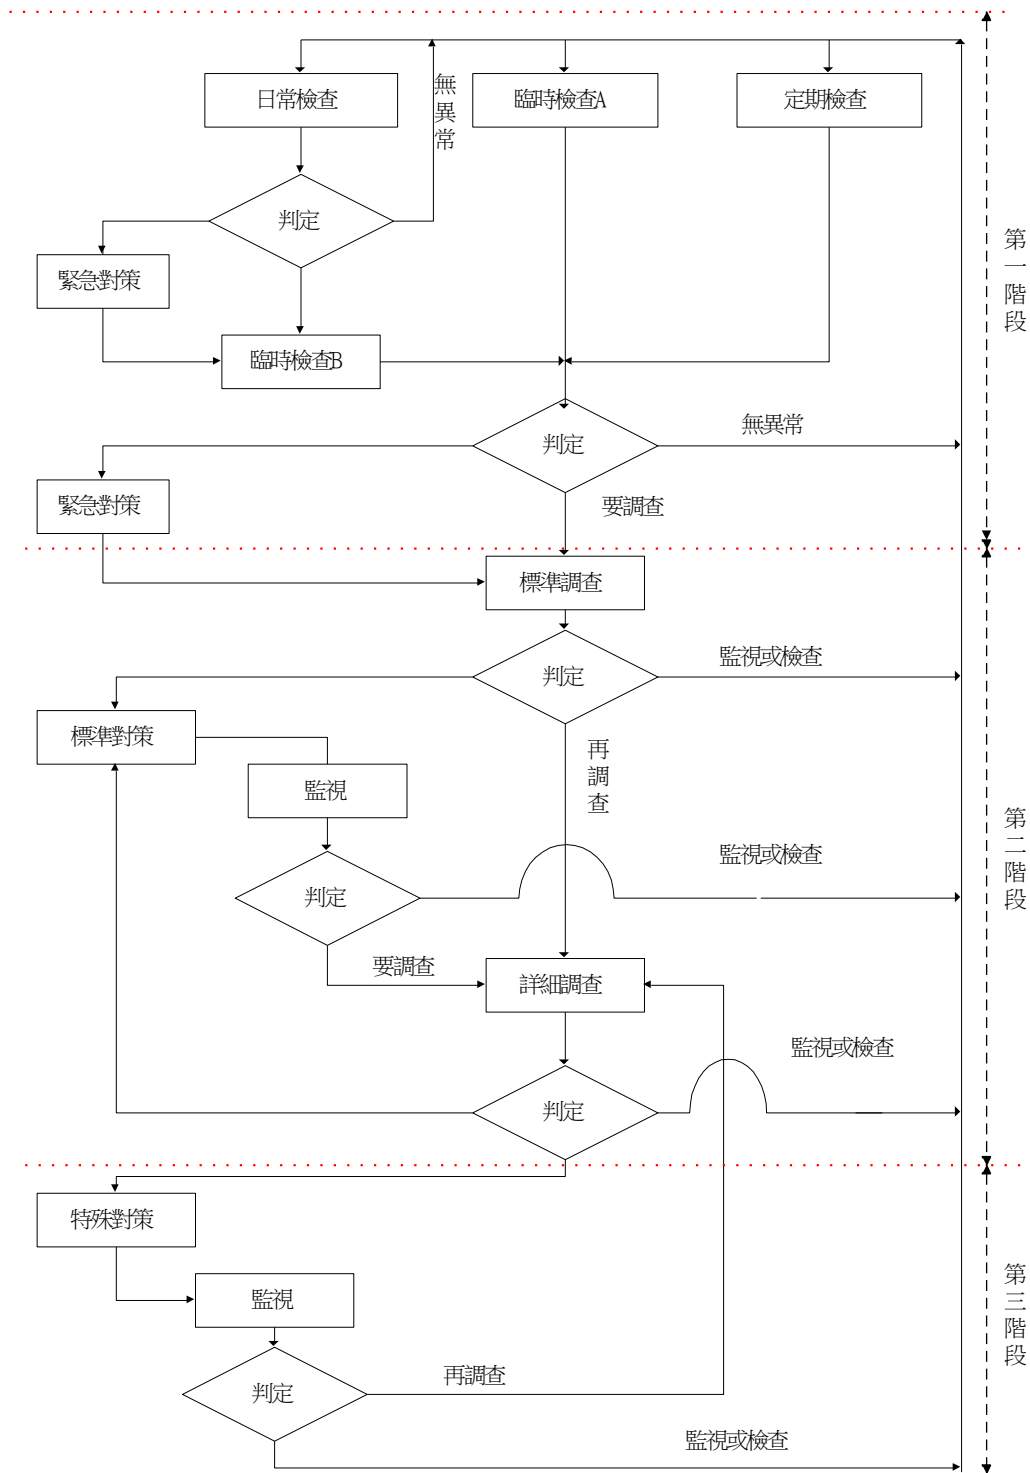 日常檢查
無異常
臨時檢查A
定期檢查
判定
第一階段
緊急對策
臨時檢查B
判定
無異常
緊急對策
要調查
標準調查
判定
監視或檢查
標準對策
再調查
監視
第二階段
監視或檢查
判定
要調查
詳細調查
監視或檢查
判定
特殊對策
監視
第三階段
判定
再調查
監視或檢查